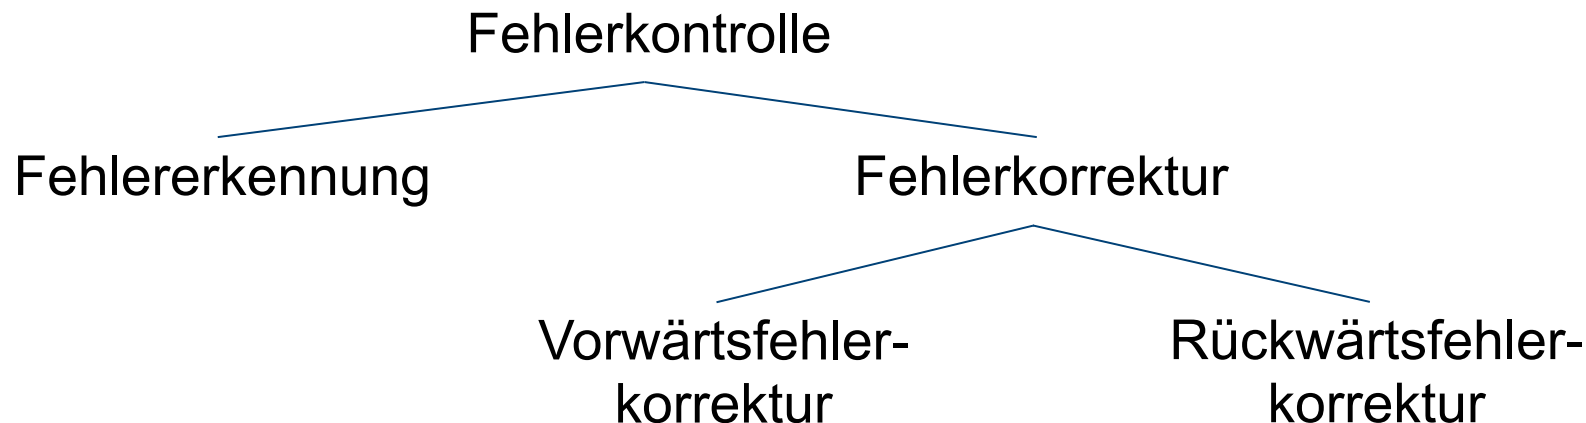 Fehlerkontrolle
Fehlererkennung
Fehlerkorrektur
Vorwärtsfehler-
korrektur
Rückwärtsfehler-
korrektur